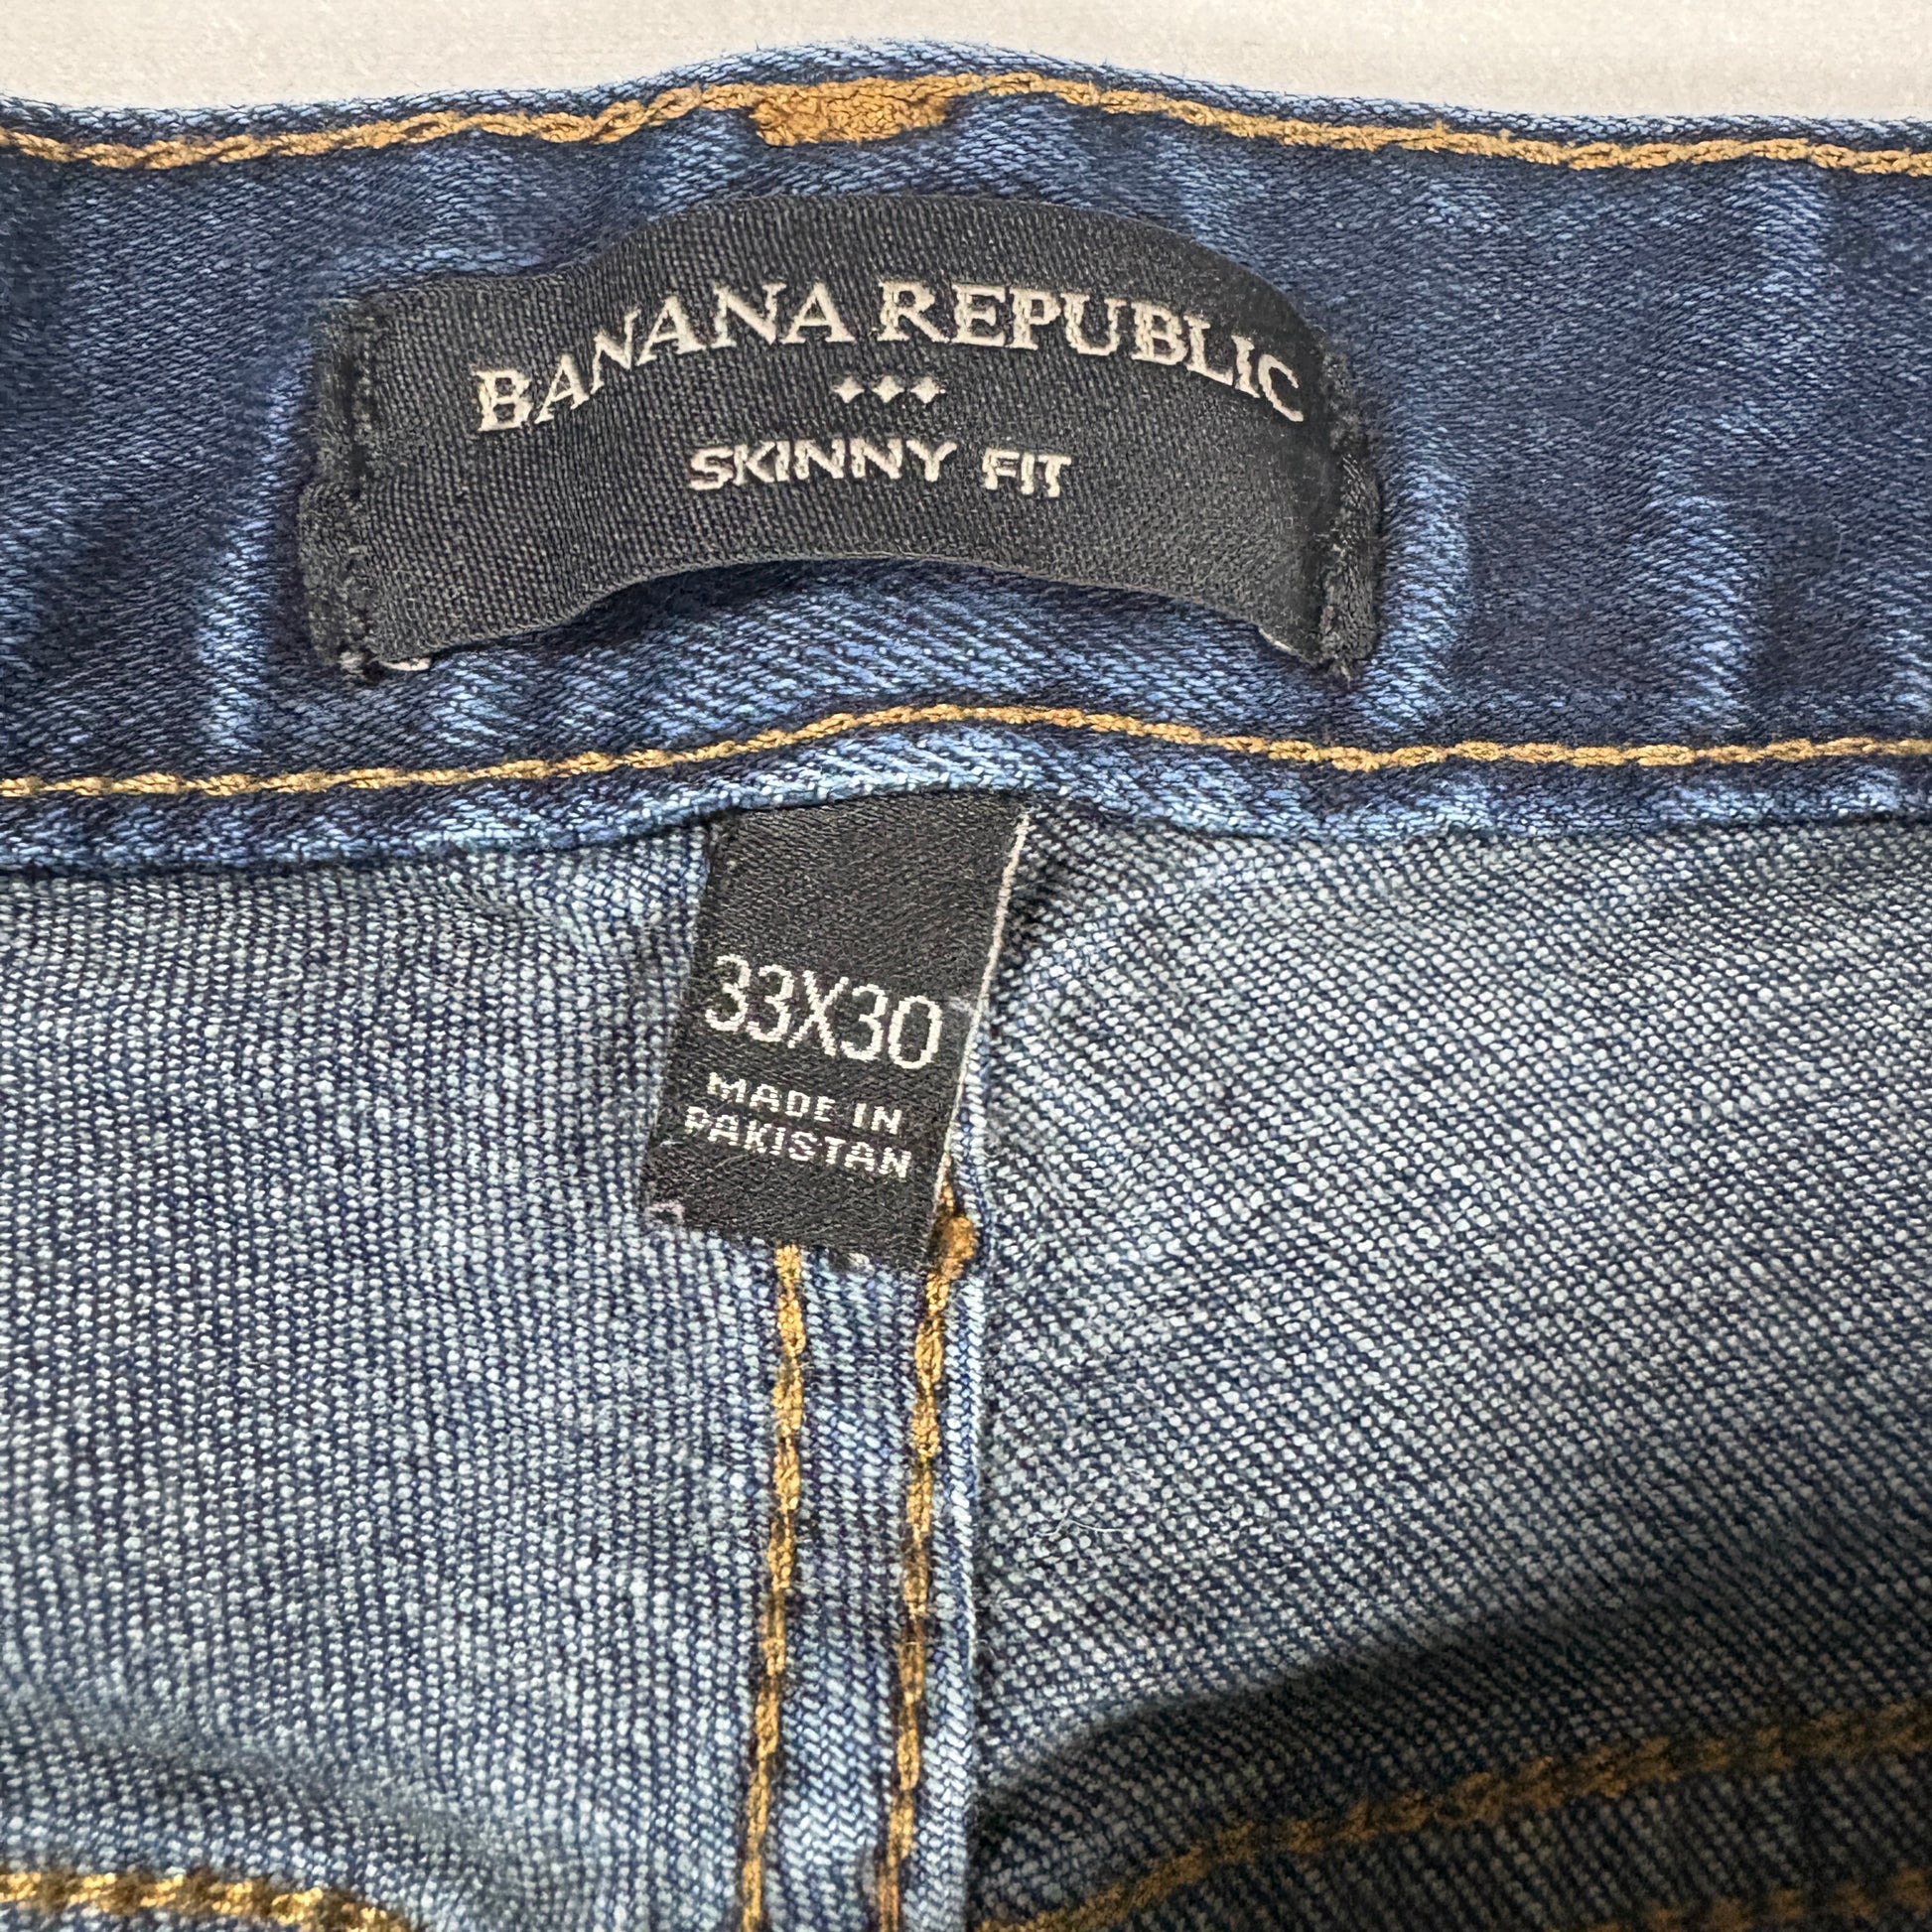 BANANA REPUBLIC
SKINNY FIT
33X30
MADE IN
PAKISTAN